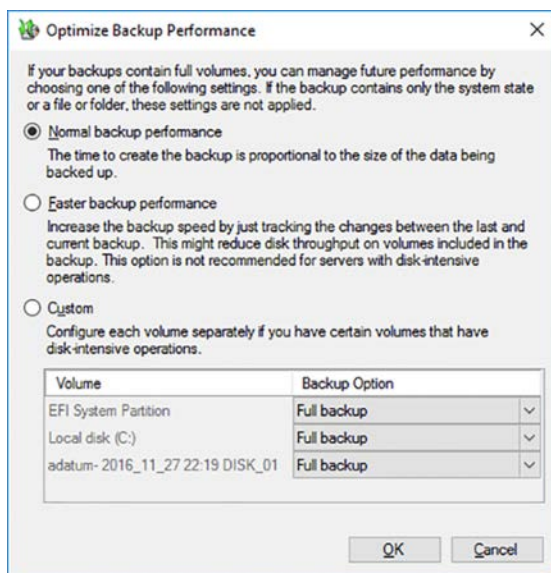 Optimize Backup Performance
If your backups contain full volumes, you can manage future performance by
choosing one of the following settings. If the backup contains only the system state
or a file or folder, these settings are not applied.
Normal backup performance
The time to create the backup is proportional to the size of the data being
backed up.
Faster backup performance
Increase the backup speed by just tracking the changes between the last and
current backup. This might reduce disk throughput on volumes included in the
backup. This option is not recommended for servers with disk-intensive
operations.
Custom
Configure each volume separately if you have certain volumes that have
disk-intensive operations.
Volume Backup Option
EFI System Partition Full backup
Local disk (C:) Full backup
adatum- 2016_11_27 22:19 DISK_01 Full backup
OK Cancel